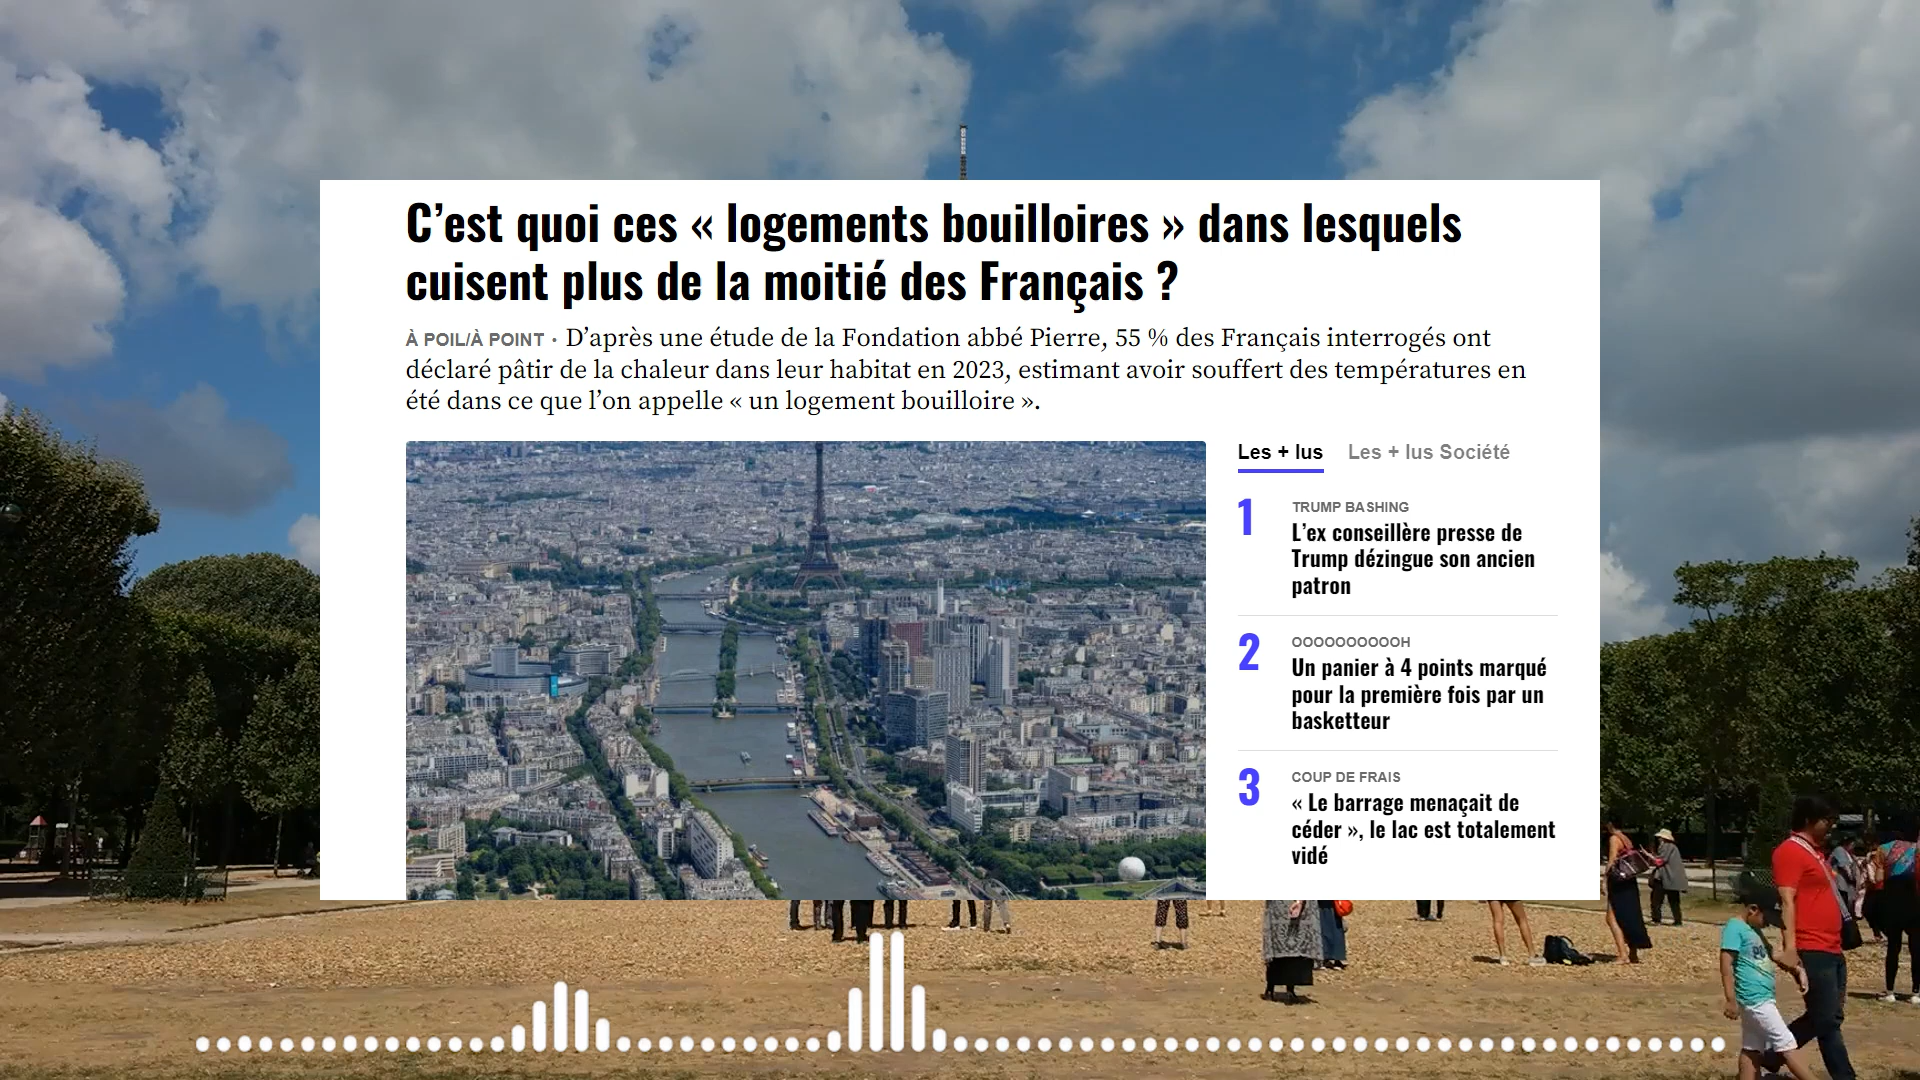 C’est quoi ces « logements bouilloires » dans lesquels
cuisent plus de la moitié des Français ?
À POIL/À POINT • D’après une étude de la Fondation abbé Pierre, 55 % des Français interrogés ont
déclaré pâtir de la chaleur dans leur habitat en 2023, estimant avoir souffert des températures en
été dans ce que l’on appelle « un logement bouilloire ».
Les + lus
Les + lus Société
1
TRUMP BASHING
L’ex conseillère presse de
Trump dézingue son ancien
patron
2
OOOOOOOOOOH
Un panier à 4 points marqué
pour la première fois par un
basketteur
3
COUP DE FRAIS
« Le barrage menaçait de
céder », le lac est totalement
vidé